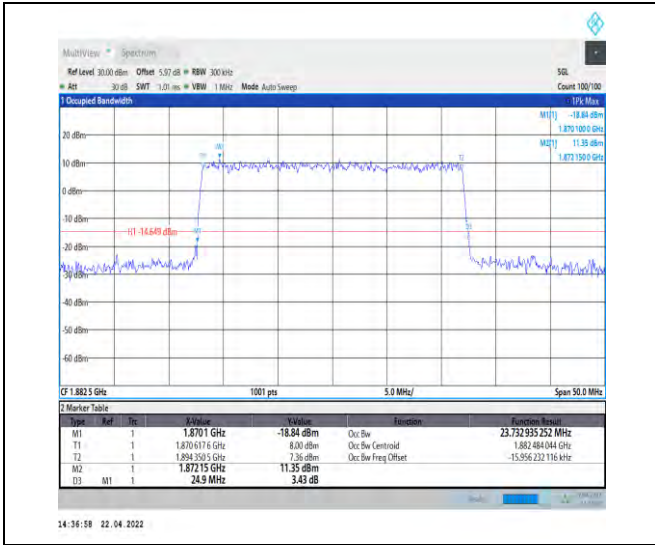 MultiView Spectrum
Ref Level 30.00 dBm Offset 5.97 dB RBW 300 kHz SGL
Att 30 dB SWT 1.01 ms VBW 1 MHz Mode Auto Sweep Count 100/100
1 Occupied Bandwidth 1Pk Max
M1[1] -18.84 dBm
1.870 100 0 GHz
M2[1] 11.35 dBm
1.872 150 0 GHz
20 dBm
10 dBm
0 dBm
-10 dBm
H1 -14.649 dBm
-20 dBm
-30 dBm
-40 dBm
-50 dBm
-60 dBm
CF 1.882 5 GHz 1001 pts 5.0 MHz/ Span 50.0 MHz
2 Marker Table
Type Ref Trc X-Value Y-Value Function Function Result
M1 1 1.8701 GHz -18.84 dBm Occ Bw 23.732 935 252 MHz
T1 1 1.870 617 6 GHz 8.00 dBm Occ Bw Centroid 1.882 484 044 GHz
T2 1 1.894 350 5 GHz 7.36 dBm Occ Bw Freq Offset -15.956 232 116 kHz
M2 1 1.872 15 GHz 11.35 dBm
D3 M1 1 24.9 MHz 3.43 dB
14:36:58 22.04.2022